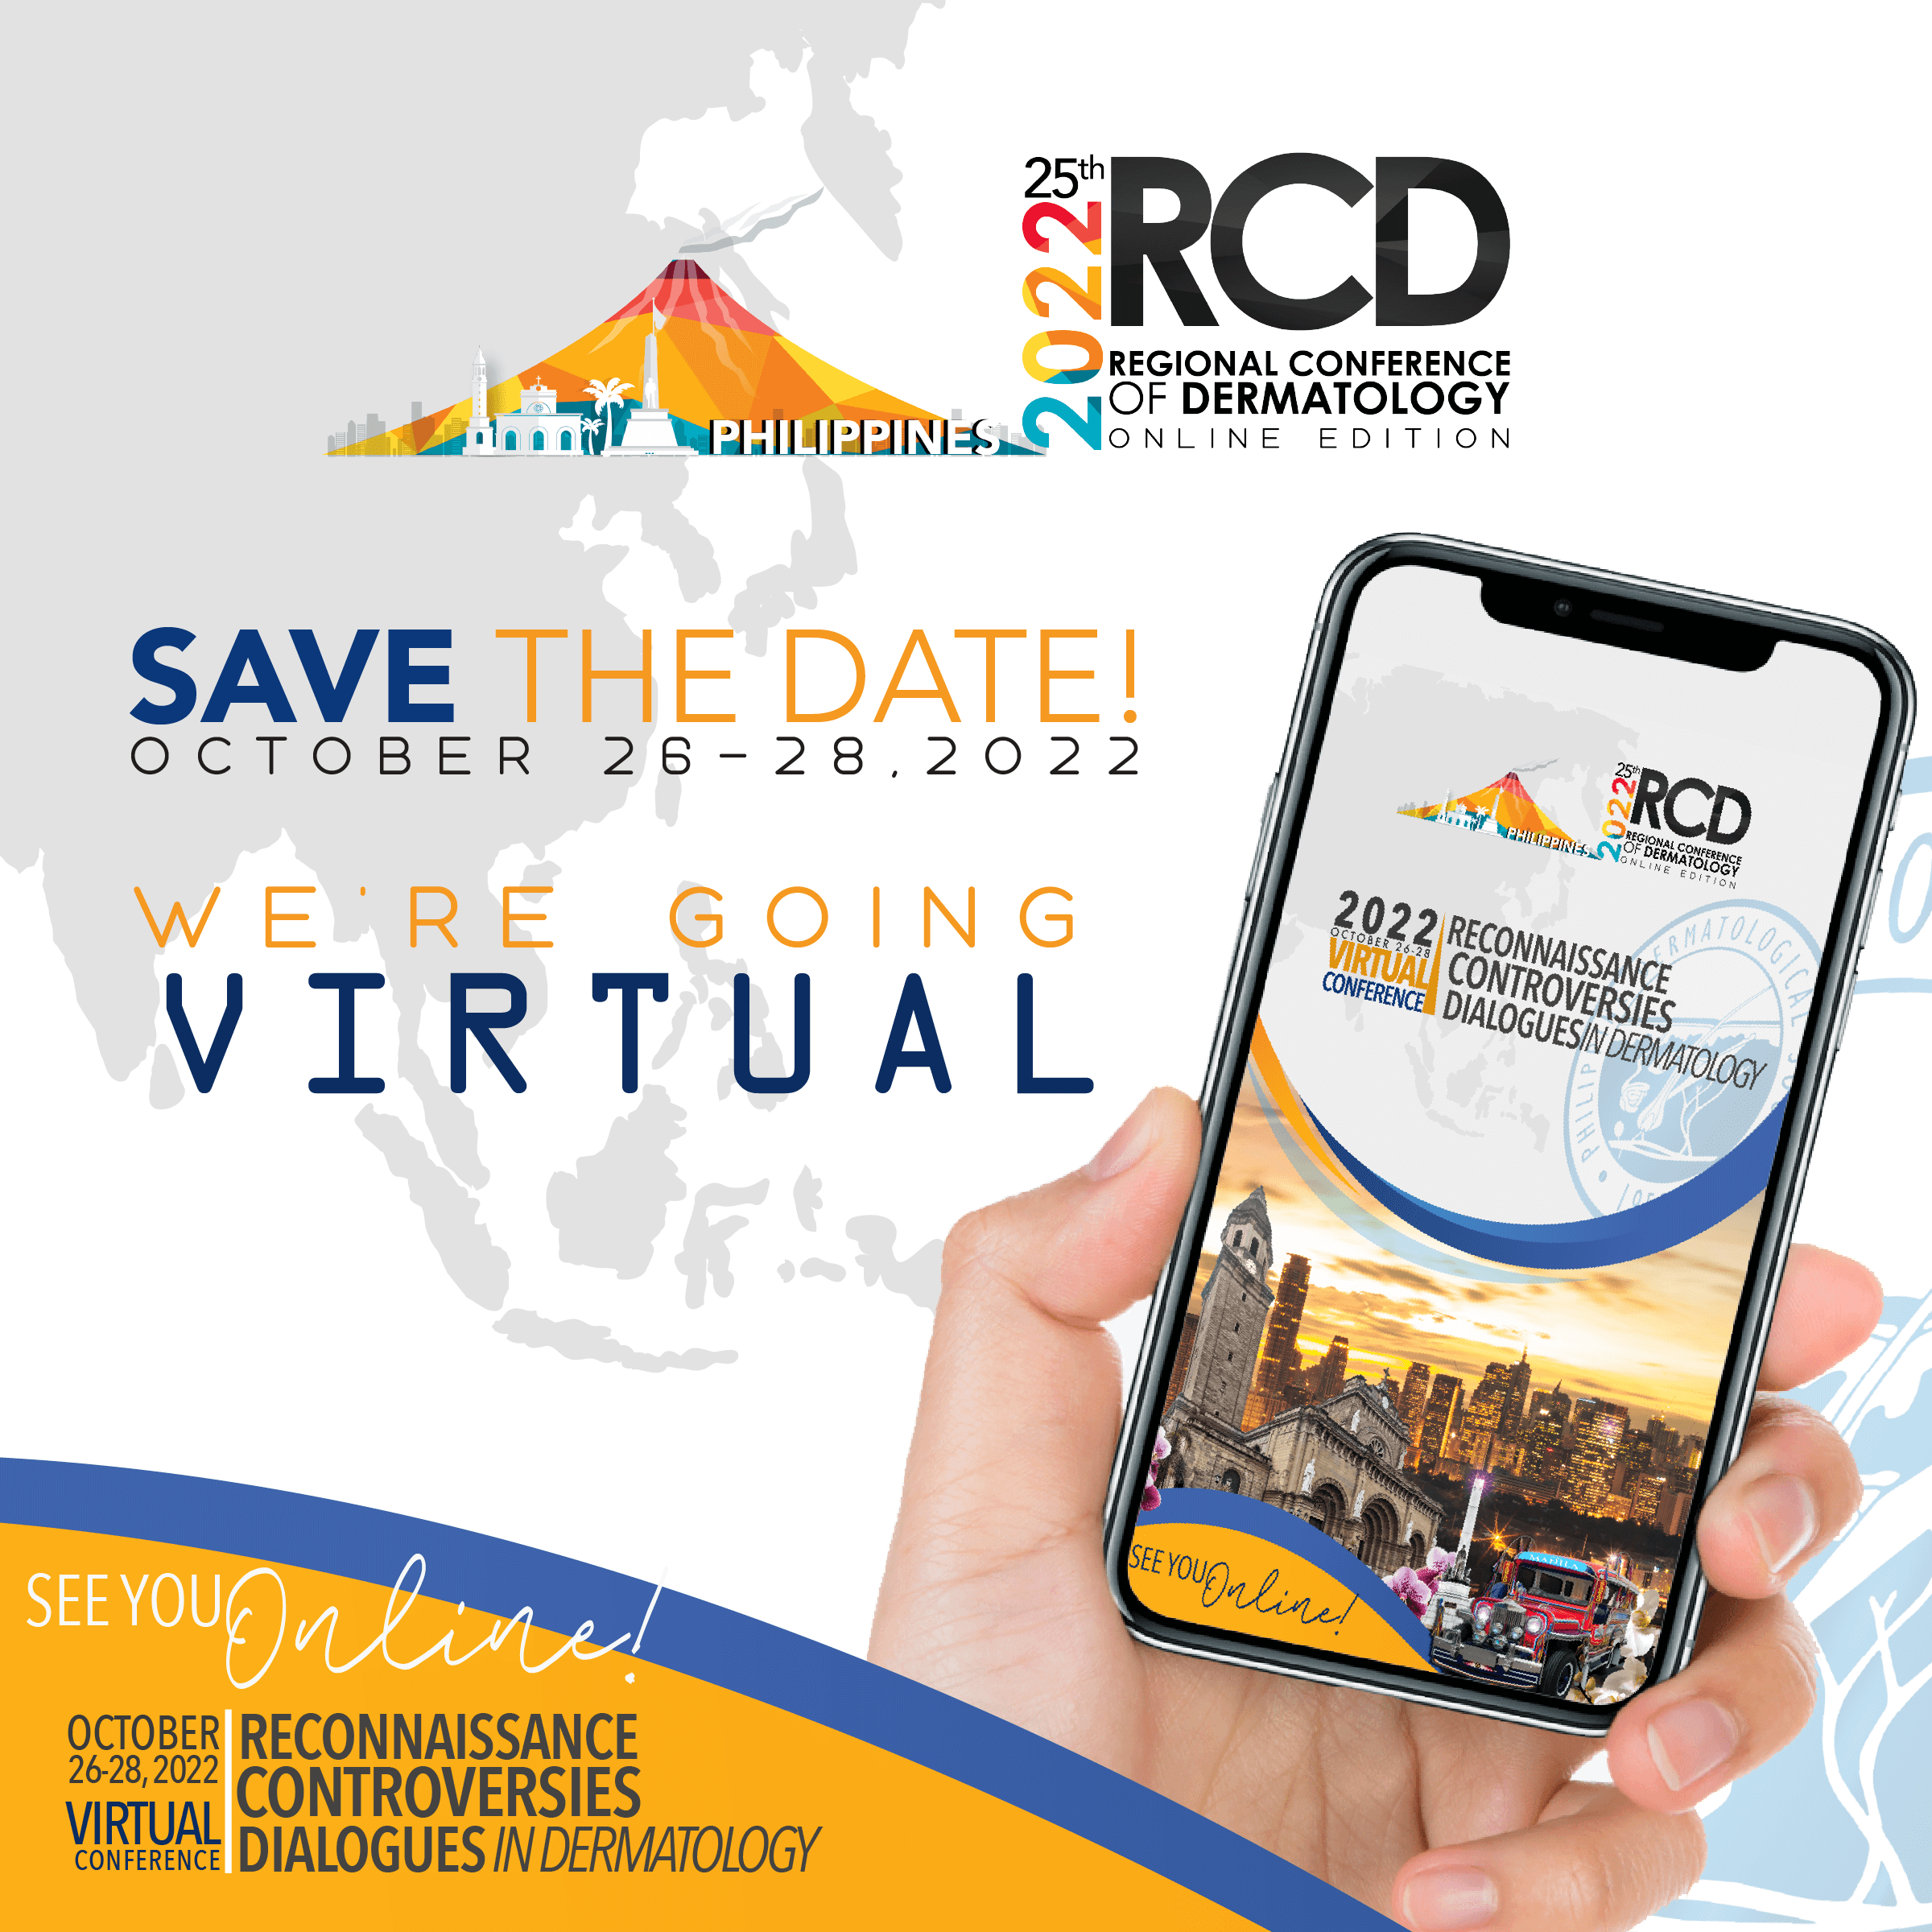 25th
2022
RCD
REGIONAL CONFERENCE
OF DERMATOLOGY
ONLINE EDITION
PHILIPPINES
SAVE THE DATE!
OCTOBER 26-28,2022
WE'RE GOING
VIRTUAL
25th
2022
RCD
REGIONAL CONFERENCE
OF DERMATOLOGY
ONLINE EDITION
PHILIPPINES
2022
OCTOBER 26-28
VIRTUAL
CONFERENCE
RECONNAISSANCE
CONTROVERSIES
DIALOGUES IN DERMATOLOGY
MANILA
SEE YOU Online!
SEE YOU Online!
OCTOBER
26-28, 2022
VIRTUAL
CONFERENCE
RECONNAISSANCE
CONTROVERSIES
DIALOGUES IN DERMATOLOGY